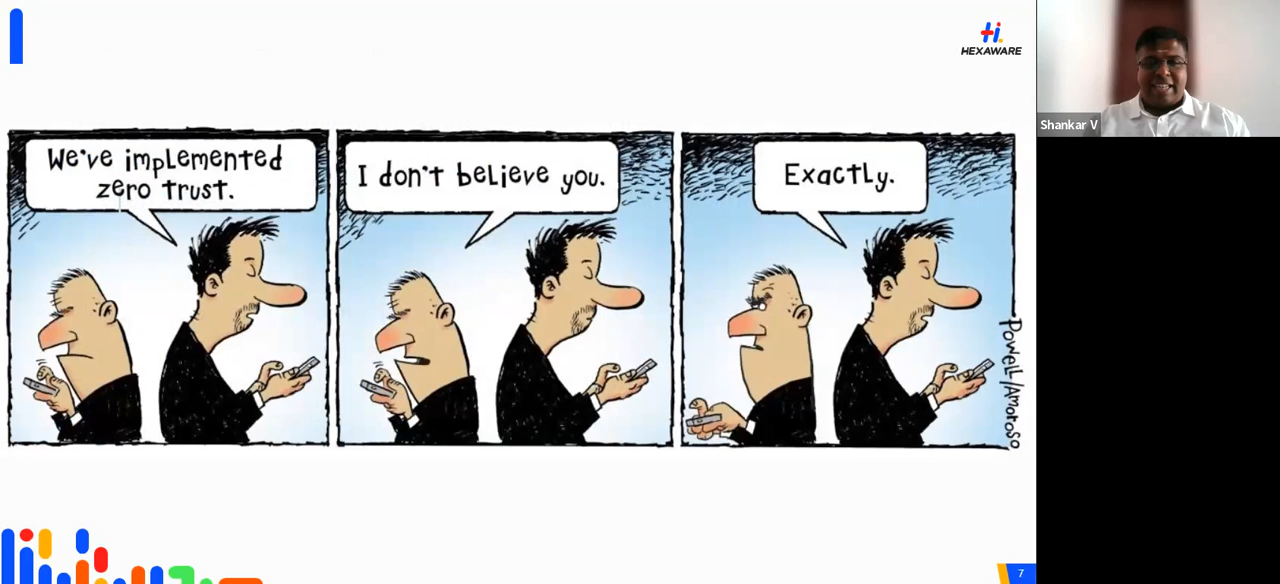 HEXAWARE
Shankar V
We've implemented
zero trust.
I don't believe you.
Exactly.
Powell/Amoroso
7